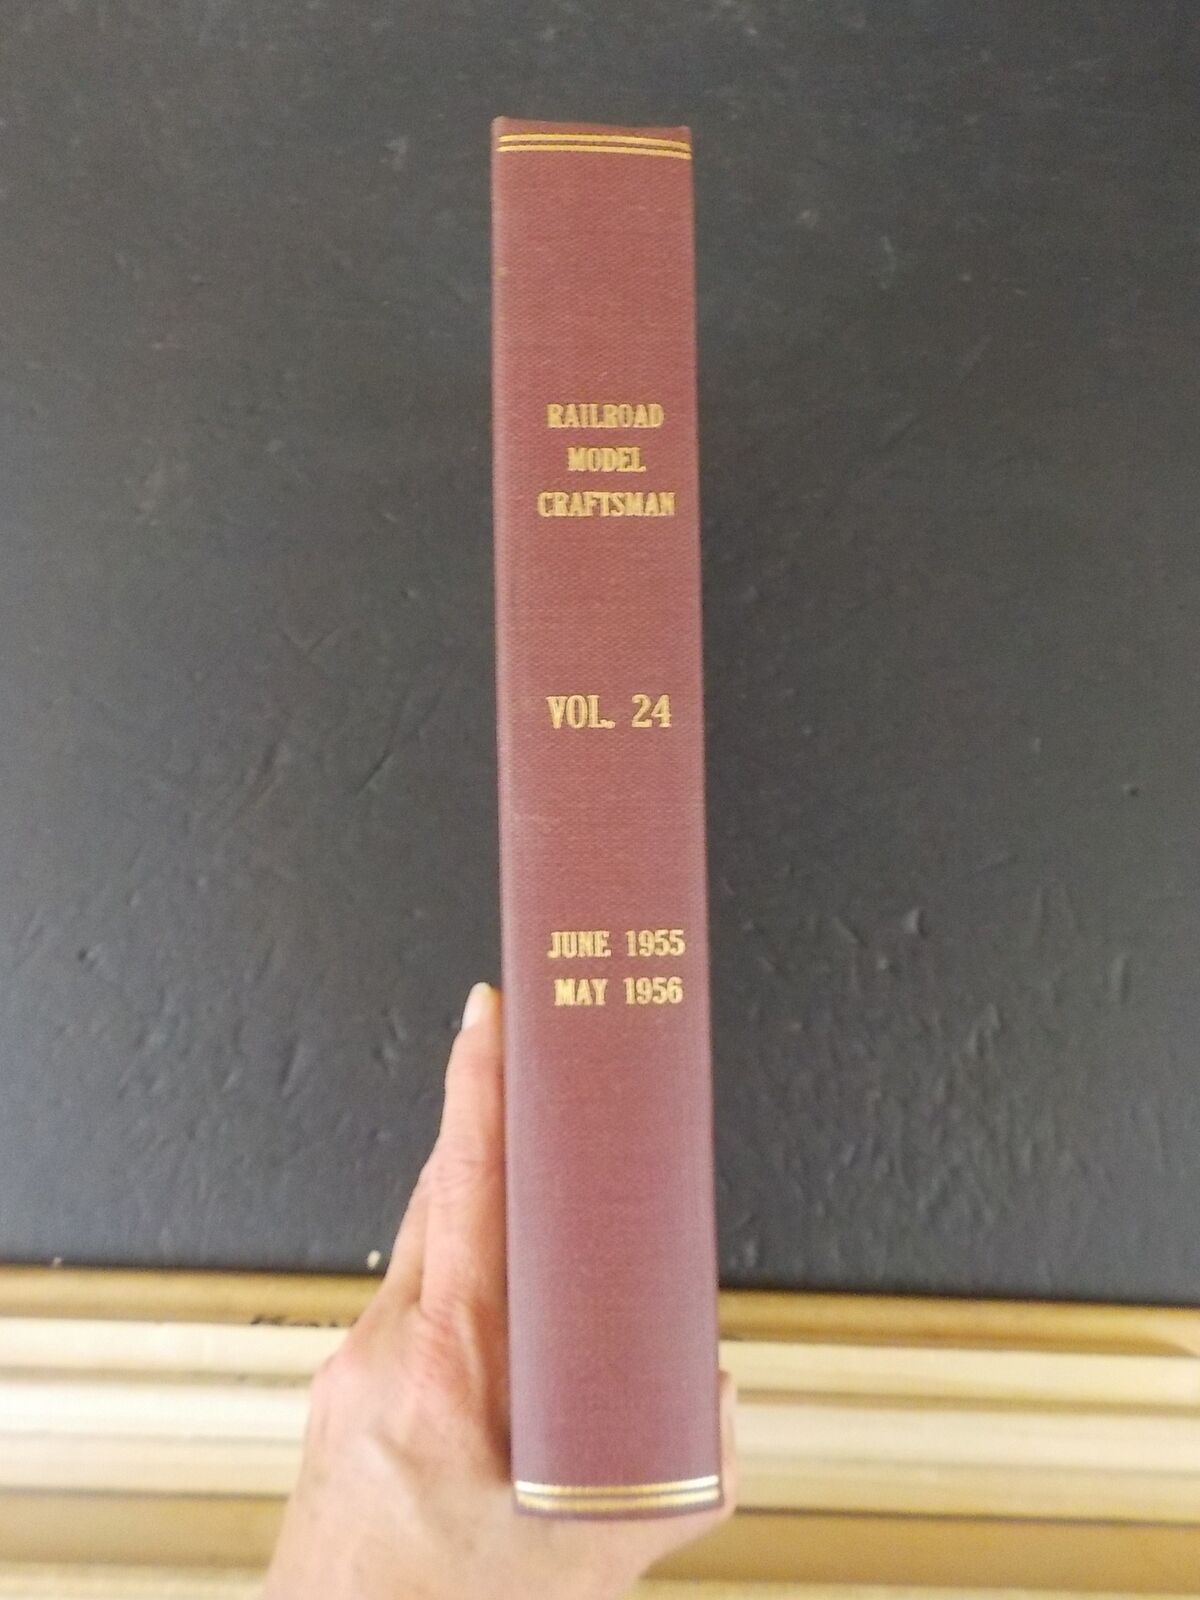 RAILROAD
MODEL
CRAFTSMAN
VOL. 24
JUNE 1955
MAY 1956